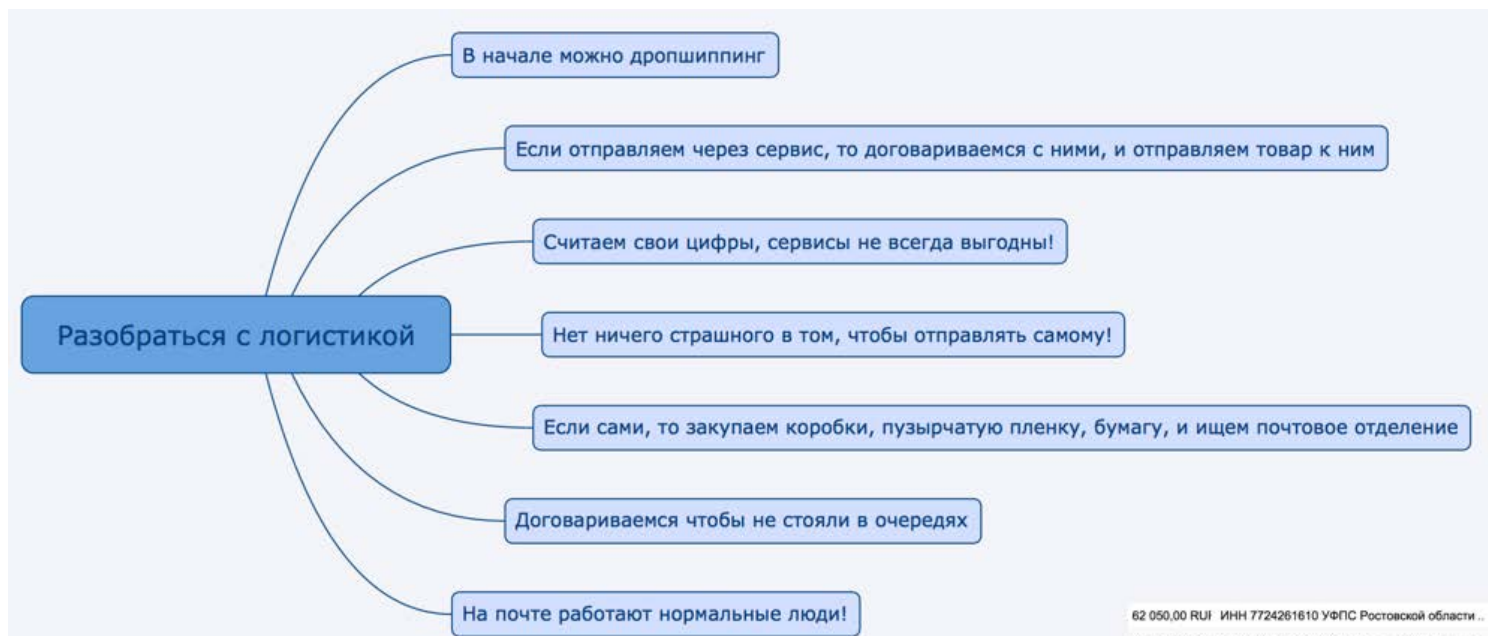 В начале можно дропшиппинг
Если отправляем через сервис, то договариваемся с ними, и отправляем товар к ним
Считаем свои цифры, сервисы не всегда выгодны!
Разобраться с логистикой
Нет ничего страшного в том, чтобы отправлять самому!
Если сами, то закупаем коробки, пузырчатую пленку, бумагу, и ищем почтовое отделение
Договариваемся чтобы не стояли в очередях
На почте работают нормальные люди!
62 050,00 RUF ИНН 7724261610 УФПС Ростовской области ..